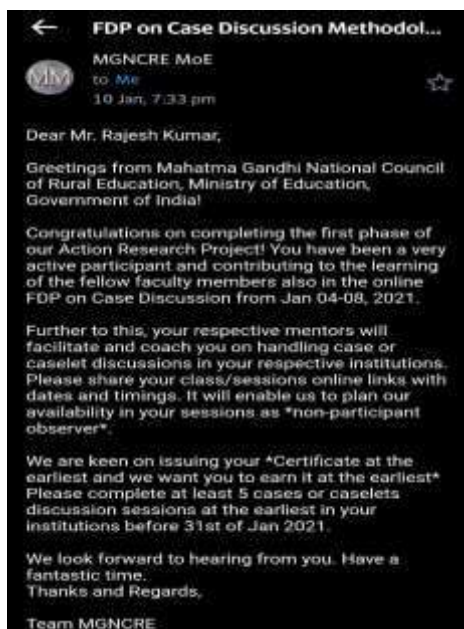 FDP on Case Discussion Methodol...
MGNCRE MoE
MM
to Me
10 Jan, 7:33 pm
Dear Mr. Rajesh Kumar,
Greetings from Mahatma Gandhi National Council
of Rural Education, Ministry of Education,
Government of India!
Congratulations on completing the first phase of
our Action Research Project! You have been a very
active participant and contributing to the learning
of the fellow faculty members also in the online
FDP on Case Discussion from Jan 04-08, 2021.
Further to this, your respective mentors will
facilitate and coach you on handling case or
caselet discussions in your respective institutions.
Please share your class/sessions online links with
dates and timings. It will enable us to plan our
availability in your sessions as *non-participant
observer*.
We are keen on issuing your *Certificate at the
earliest and we want you to earn it at the earliest*
Please complete at least 5 cases or caselets
discussion sessions at the earliest in your
institutions before 31st of Jan 2021.
We look forward to hearing from you. Have a
fantastic time.
Thanks and Regards,
Team MGNCRE